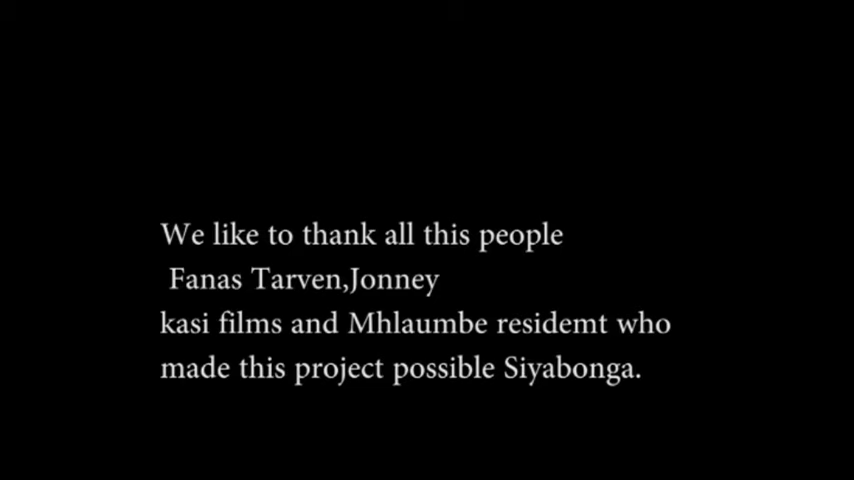 We like to thank all this people
Fanas Tarven,Jonney
kasi films and Mhlaumbe residemt who
made this project possible Siyabonga.